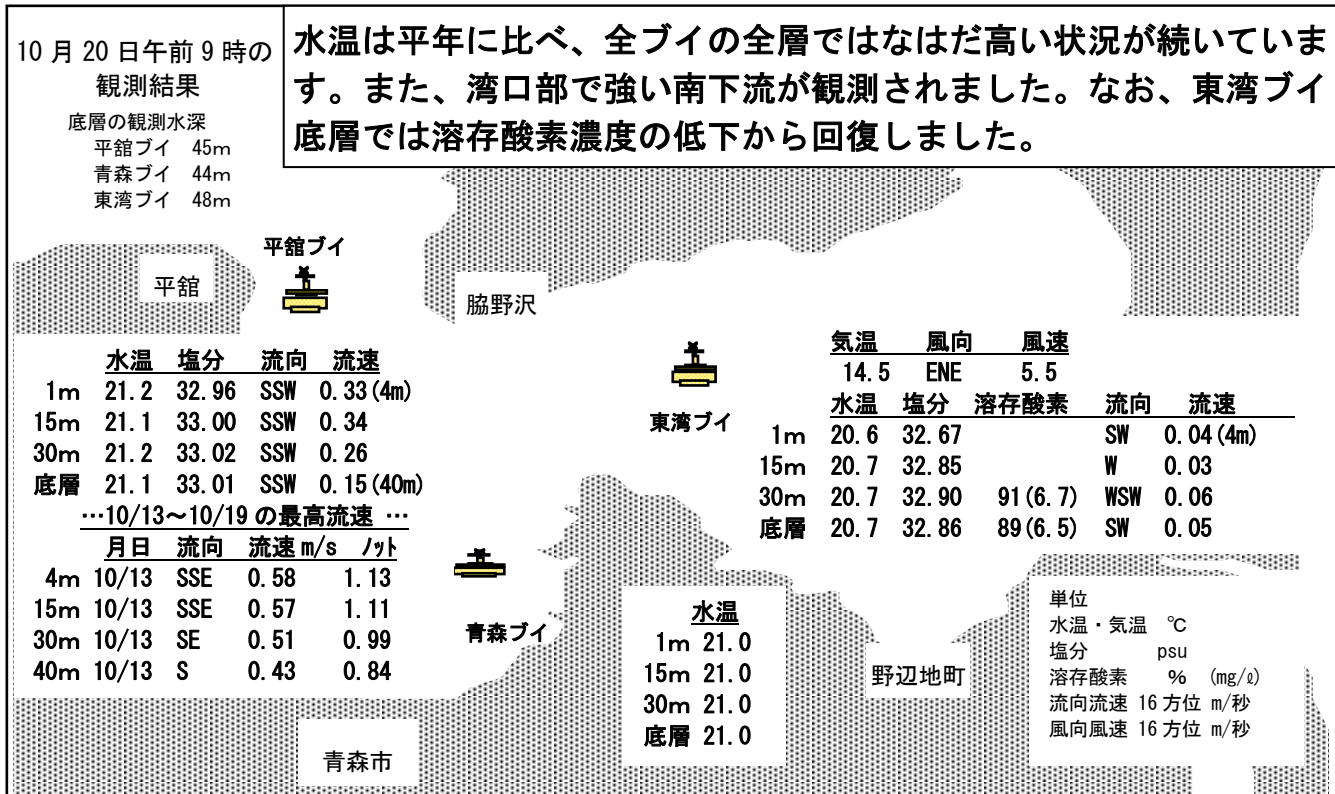 10 月 20 日午前 9 時の
観測結果
底層の観測水深
平舘ブイ 45m
青森ブイ 44m
東湾ブイ 48m
水温は平年に比べ、全ブイの全層ではなはだ高い状況が続いていま
す。また、湾口部で強い南下流が観測されました。なお、東湾ブイ
底層では溶存酸素濃度の低下から回復しました。
平舘ブイ
平舘
脇野沢
水温 塩分 流向 流速
1m 21.2 32.96 SSW 0.33(4m)
15m 21.1 33.00 SSW 0.34
30m 21.2 33.02 SSW 0.26
底層 21.1 33.01 SSW 0.15(40m)
…10/13～10/19 の最高流速 …
月日 流向 流速 m/s ﾉｯﾄ
4m 10/13 SSE 0.58 1.13
15m 10/13 SSE 0.57 1.11
30m 10/13 SE 0.51 0.99
40m 10/13 S 0.43 0.84
東湾ブイ
気温 風向 風速
14.5 ENE 5.5
水温 塩分 溶存酸素 流向 流速
1m 20.6 32.67 SW 0.04(4m)
15m 20.7 32.85 W 0.03
30m 20.7 32.90 91(6.7) WSW 0.06
底層 20.7 32.86 89(6.5) SW 0.05
青森ブイ
水温
1m 21.0
15m 21.0
30m 21.0
底層 21.0
野辺地町
青森市
単位
水温・気温 ℃
塩分 psu
溶存酸素 % (mg/ℓ)
流向流速 16 方位 m/秒
風向風速 16 方位 m/秒